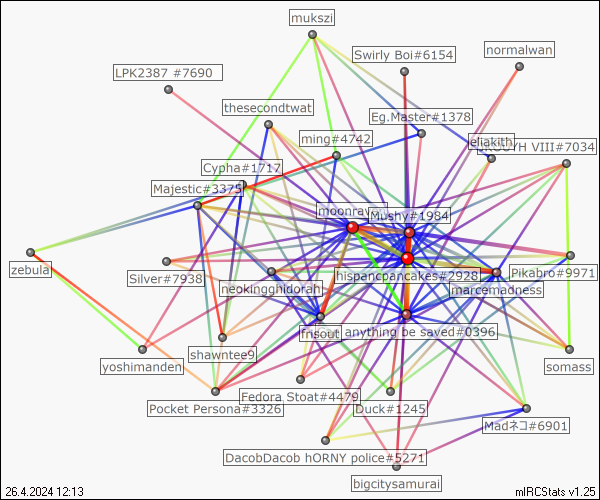 mukszi
Swirly Boi#6154
normalwan
LPK2387 #7690
thesecondtwat
Eg.Master#1378
ming#4742
eliakith
VIII#7034
Cypha#1717
Majestic#3375
Mushy#1984
zebula
Silver#7938
neokingghidorah
hispancpancakes#2928
Pikabro#9971
marcemadness
frisout
anything be saved#0396
shawntee9
yoshimanden
somass
Fedora Stoat#4479
Pocket Persona#3326
Duck#1245
Madネコ#6901
DacobDacob hORNY police#5271
bigcitysamurai
26.4.2024 12:13
mIRCStats v1.25